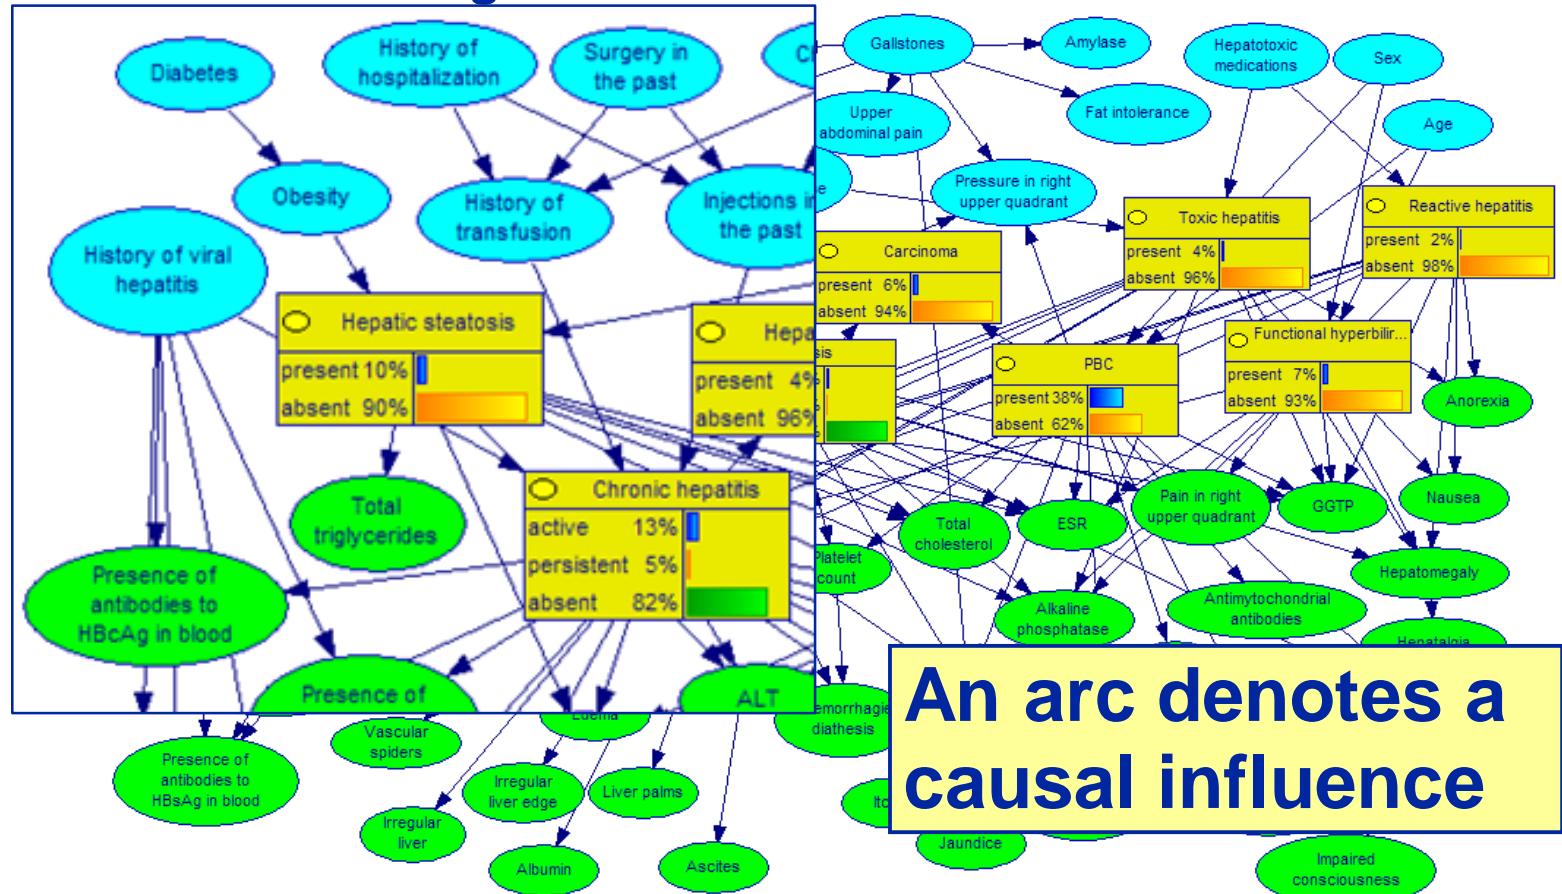 g
Diabetes
History of
hospitalization
Surgery in
the past
Gallstones
Amylase
Hepatotoxic
medications
Sex
Upper
abdominal pain
Fat intolerance
Age
Obesity
History of
transfusion
Injections in
the past
Pressure in right
upper quadrant
History of viral
hepatitis
Carcinoma
present 6%
absent 94%
Toxic hepatitis
present 4%
absent 96%
Reactive hepatitis
present 2%
absent 98%
Hepatic steatosis
present 10%
absent 90%
Hepa
present 4%
absent 96%
sis
PBC
present 38%
absent 62%
Functional hyperbilir...
present 7%
absent 93%
Anorexia
Total
triglycerides
Chronic hepatitis
active 13%
persistent 5%
absent 82%
Total
cholesterol
ESR
Pain in right
upper quadrant
GGTP
Nausea
Presence of
antibodies to
HBcAg in blood
Platelet
count
Alkaline
phosphatase
Antimytochondrial
antibodies
Hepatomegaly
Hepatalgia
Presence of
ALT
An arc denotes a
causal influence
Presence of
antibodies to
HBsAg in blood
Vascular
spiders
Edema
emorrhagie
diathesis
Irregular
liver edge
Liver palms
Irregular
liver
Albumin
Ascites
Jaundice
Impaired
consciousness